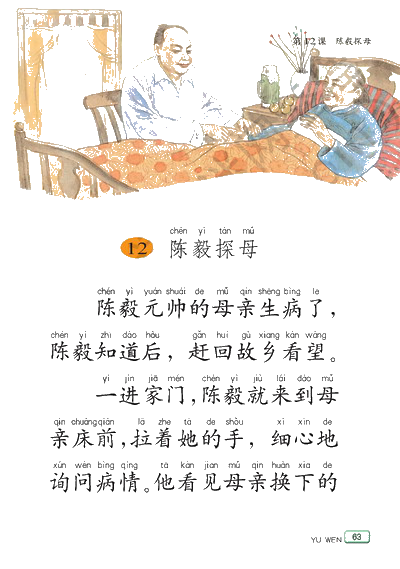 第12课 陈毅探母
chén yì tàn mǔ
12 陈毅探母
chén yì yuán shuài de mǔ qīn shēng bìng le
陈毅元帅的母亲生病了，
chén yì zhī dào hòu gǎn huí gù xiāng kàn wàng
陈毅知道后，赶回故乡看望。
yí jìn jiā mén chén yì jiù lái dào mǔ
一进家门，陈毅就来到母
qīn chuáng qián lā zhe tā de shǒu xì xīn de
亲床前，拉着她的手，细心地
xún wèn bìng qíng tā kàn jiàn mǔ qīn huàn xià de
询问病情。他看见母亲换下的
YU WEN 63